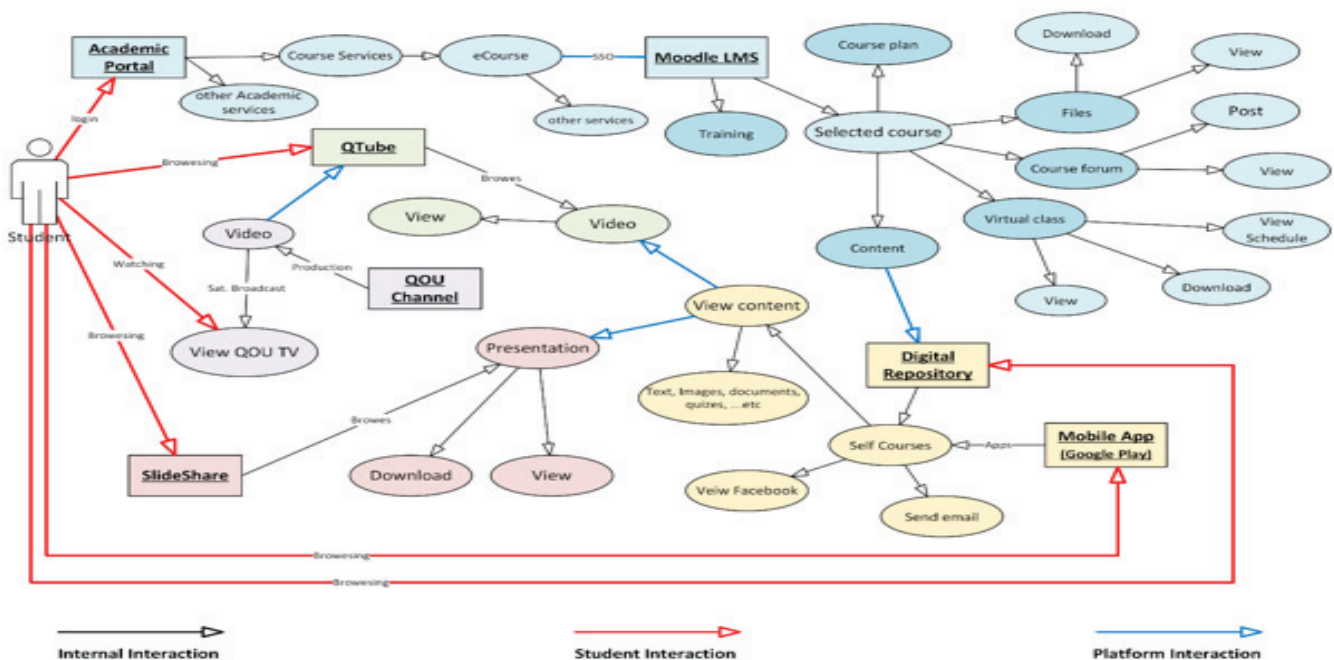 Academic
Portal
Course Services
eCourse
SSO
Moodle LMS
Course plan
Download
View
other Academic
services
other services
Training
Selected course
Files
Post
login
QTube
Browesing
Browes
Course forum
View
Student
View
Video
Video
Virtual class
View
Schedule
Content
Watching
Production
Sat. Broadcast
QOU
Channel
View content
View
Download
Browesing
View QOU TV
Presentation
Digital
Repository
Text, Images, documents,
quizes, ...etc
Browes
Self Courses
Apps
Mobile App
(Google Play)
SlideShare
Download
View
Veiw Facebook
Send email
Browesing
Browesing
Internal Interaction
Student Interaction
Platform Interaction